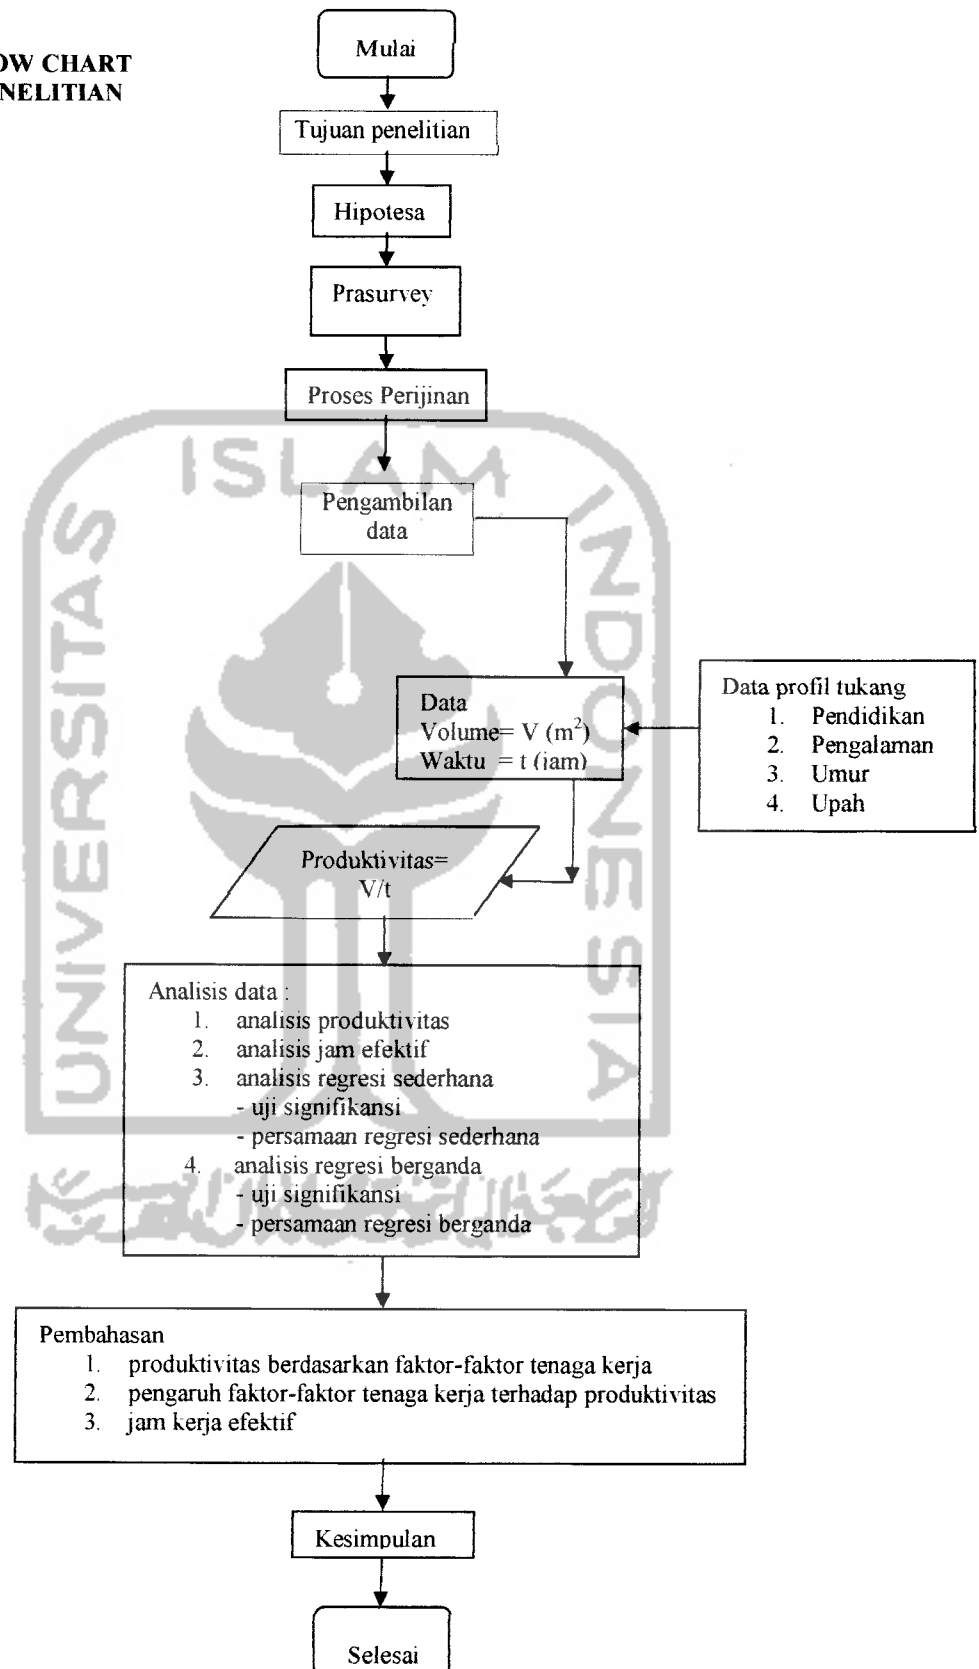 OW CHART
NELITIAN
Mulai
Tujuan penelitian
Hipotesa
Prasurvey
Proses Perijinan
Pengambilan
data
Data
Volume= V (m²)
Waktu = t (jam)
Data profil tukang
1. Pendidikan
2. Pengalaman
3. Umur
4. Upah
Produktivitas=
V/t
Analisis data :
1. analisis produktivitas
2. analisis jam efektif
3. analisis regresi sederhana
- uji signifikansi
- persamaan regresi sederhana
4. analisis regresi berganda
- uji signifikansi
- persamaan regresi berganda
Pembahasan
1. produktivitas berdasarkan faktor-faktor tenaga kerja
2. pengaruh faktor-faktor tenaga kerja terhadap produktivitas
3. jam kerja efektif
Kesimpulan
Selesai
UNIVERSITAS
ISLAM
INDONESIA